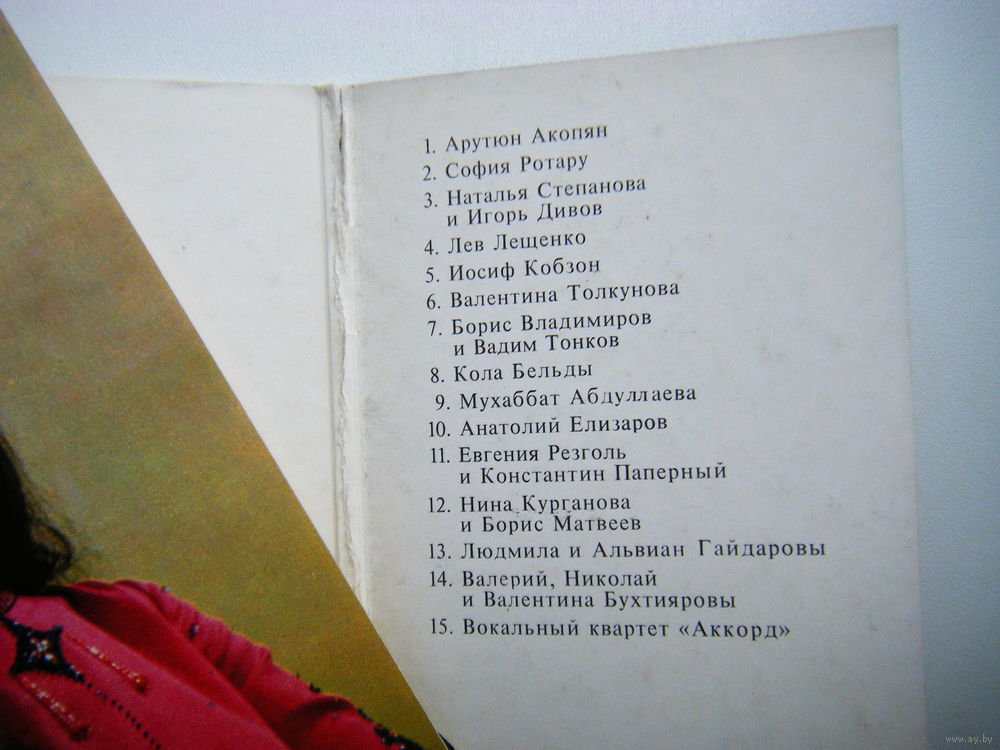 1. Арутюн Акопян
2. София Ротару
3. Наталья Степанова
и Игорь Дивов
4. Лев Лещенко
5. Иосиф Кобзон
6. Валентина Толкунова
7. Борис Владимиров
и Вадим Тонков
8. Кола Бельды
9. Мухаббат Абдуллаева
10. Анатолий Елизаров
11. Евгения Резголь
и Константин Паперный
12. Нина Курганова
и Борис Матвеев
13. Людмила и Альвиан Гайдаровы
14. Валерий, Николай
и Валентина Бухтияровы
15. Вокальный квартет «Аккорд»
www.ay.by